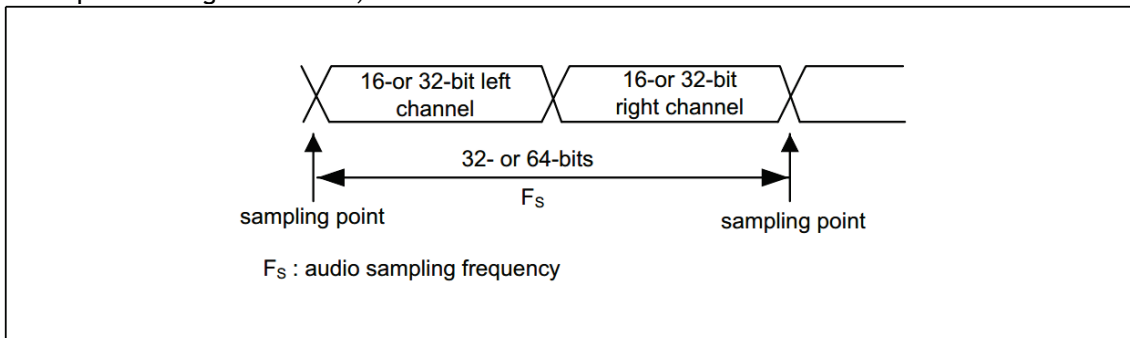 16-or 32-bit left
channel
16-or 32-bit
right channel
32- or 64-bits
FS
sampling point
sampling point
FS : audio sampling frequency